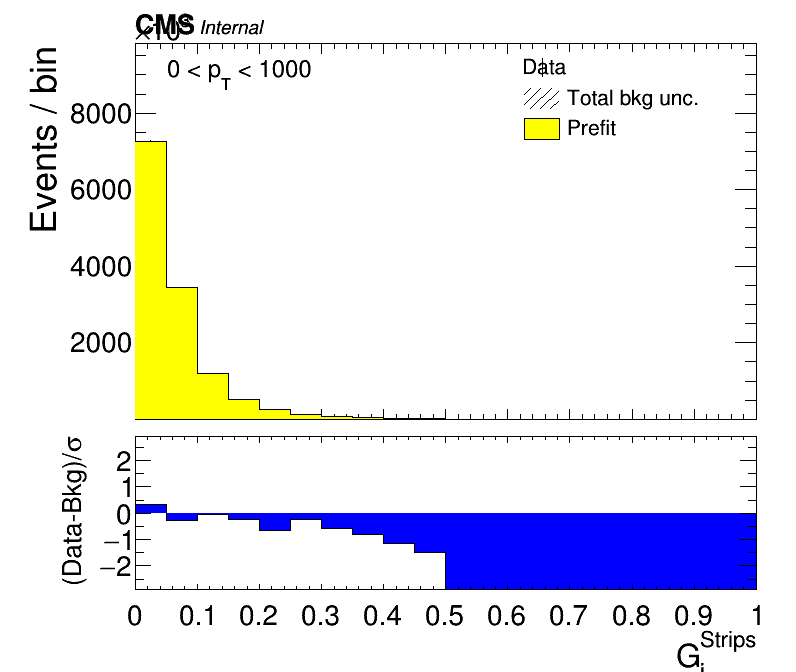 CMS Internal
×10³
0 < p_T < 1000
Data
Total bkg unc.
Prefit
Events / bin
8000
6000
4000
2000
(Data-Bkg)/σ
2
1
0
−1
−2
0 0.1 0.2 0.3 0.4 0.5 0.6 0.7 0.8 0.9 1
G_i^Strips